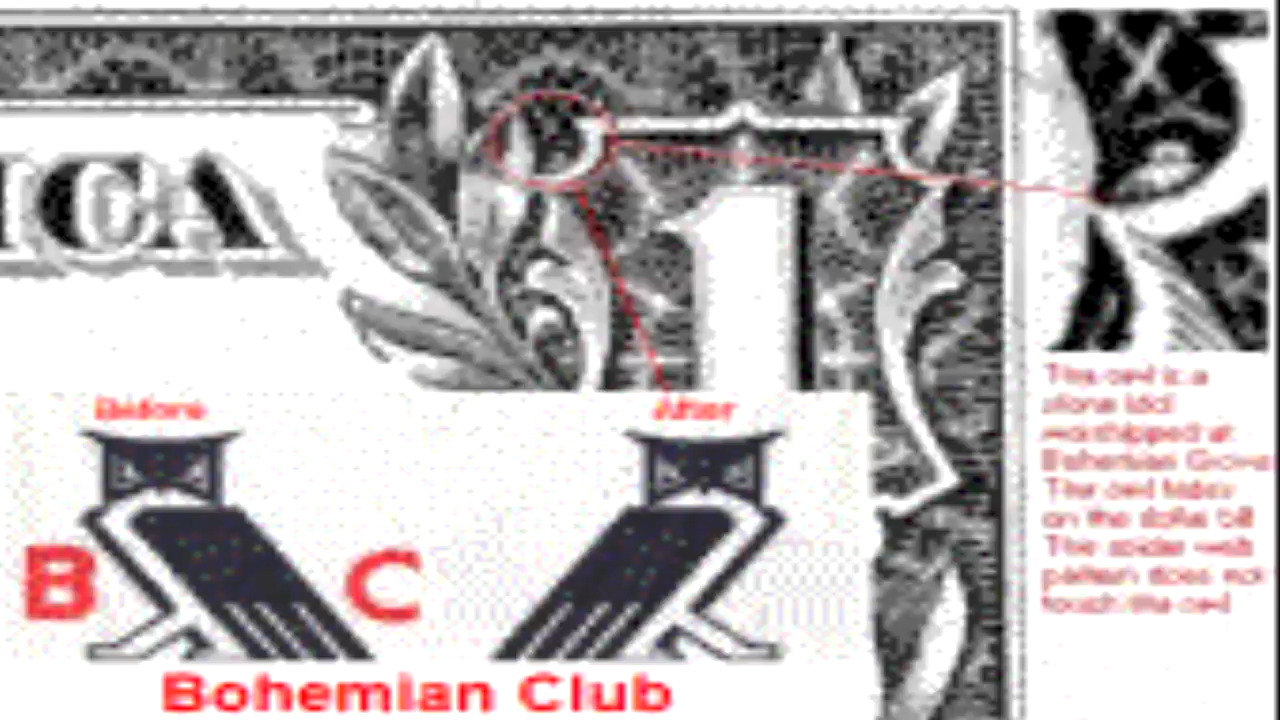 ICA
1
This owl is a
stone idol
worshipped at
Bohemian Grove
The owl hides
on the dollar bill
The spider web
pattern does not
touch the owl
Before
After
B C
Bohemian Club